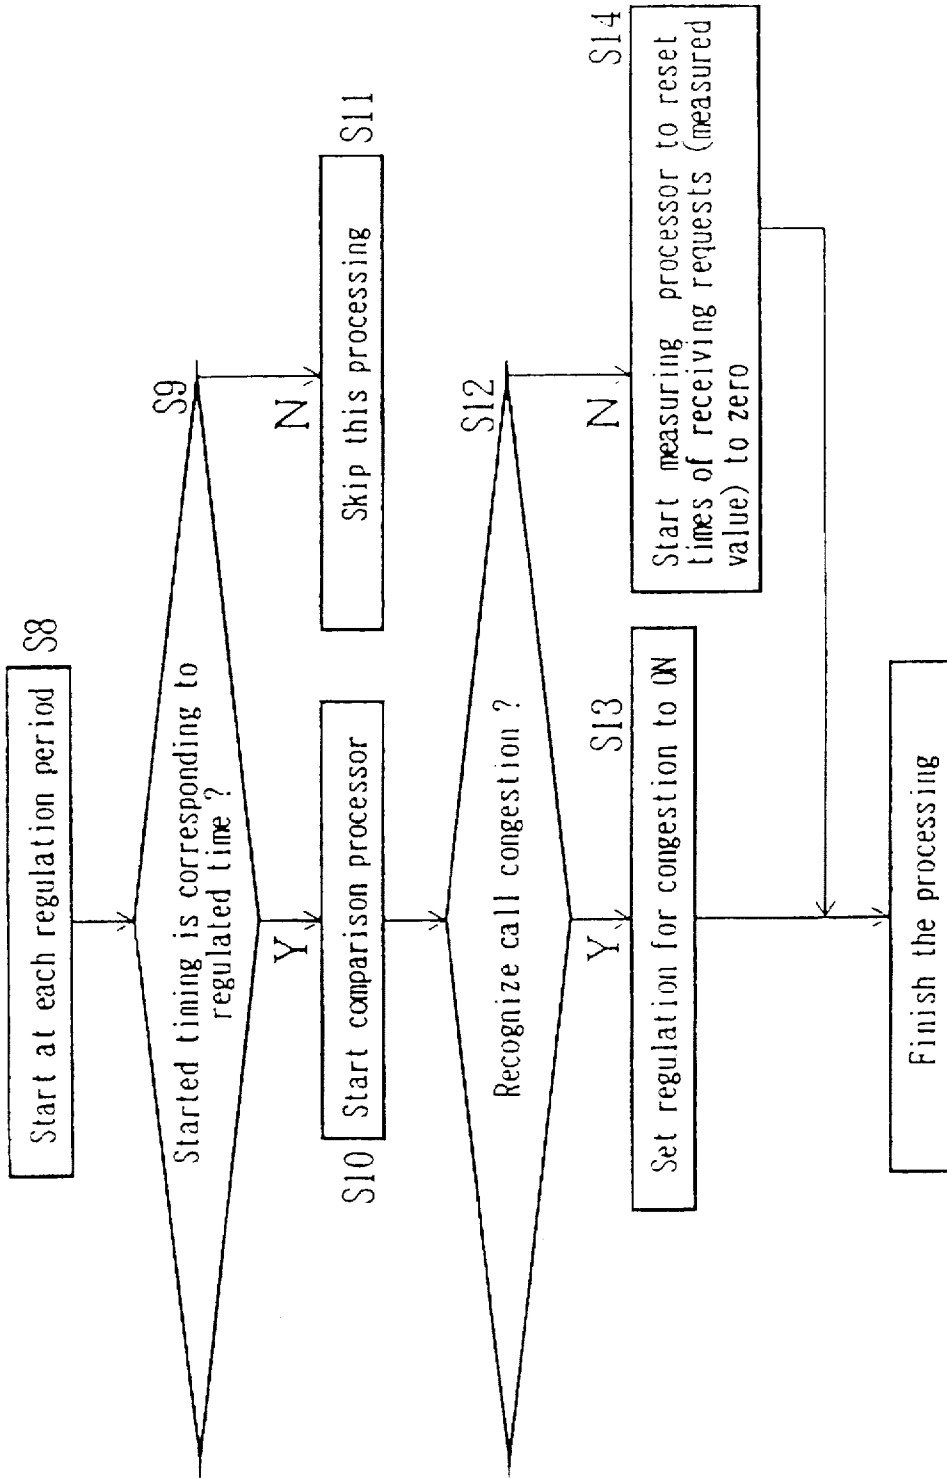 Start at each regulation period
S8
Started timing is corresponding to
regulated time ?
S9
Y
N
S10
Start comparison processor
Skip this processing
S11
Recognize call congestion ?
S12
Y
N
Set regulation for congestion to ON
S13
Start measuring processor to reset
times of receiving requests (measured
value) to zero
S14
Finish the processing